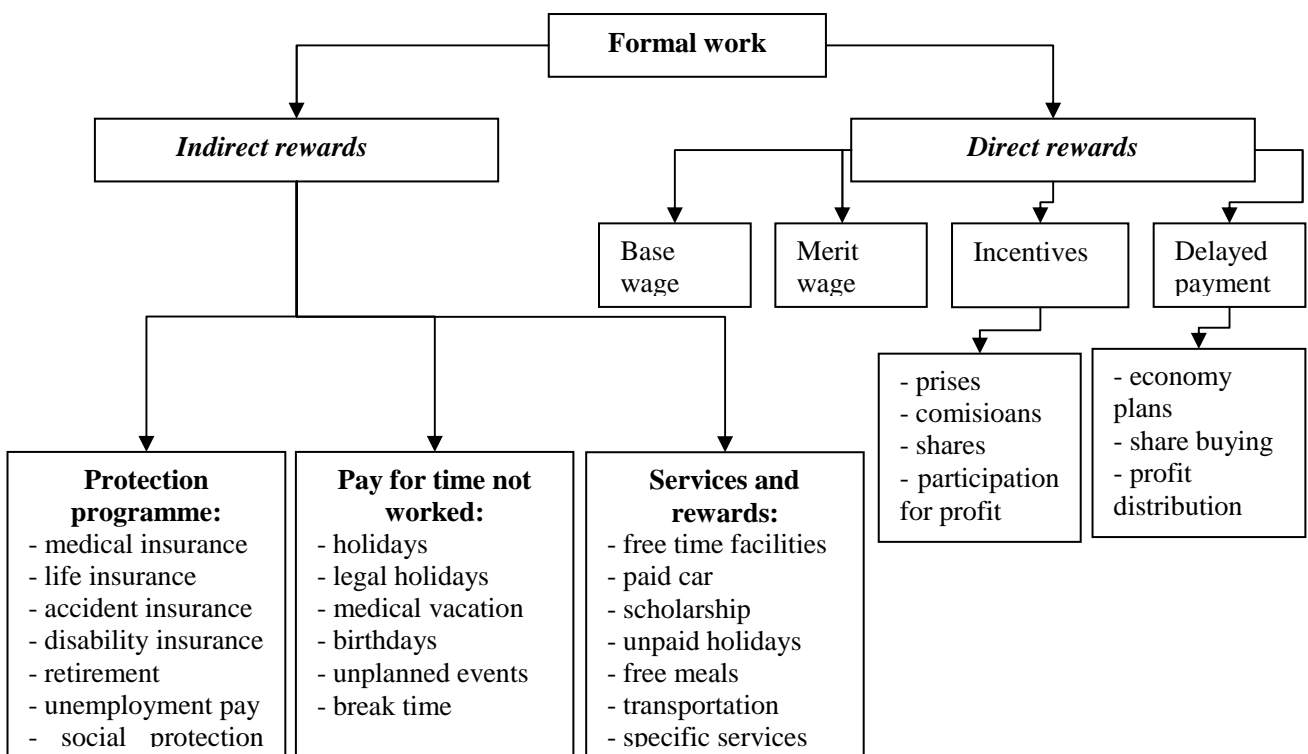 Formal work
Indirect rewards
Direct rewards
Base
wage
Merit
wage
Incentives
Delayed
payment
- prises
- comisioans
- shares
- participation
for profit
- economy
plans
- share buying
- profit
distribution
Protection
programme:
- medical insurance
- life insurance
- accident insurance
- disability insurance
- retirement
- unemployment pay
- social protection
Pay for time not
worked:
- holidays
- legal holidays
- medical vacation
- birthdays
- unplanned events
- break time
Services and
rewards:
- free time facilities
- paid car
- scholarship
- unpaid holidays
- free meals
- transportation
- specific services